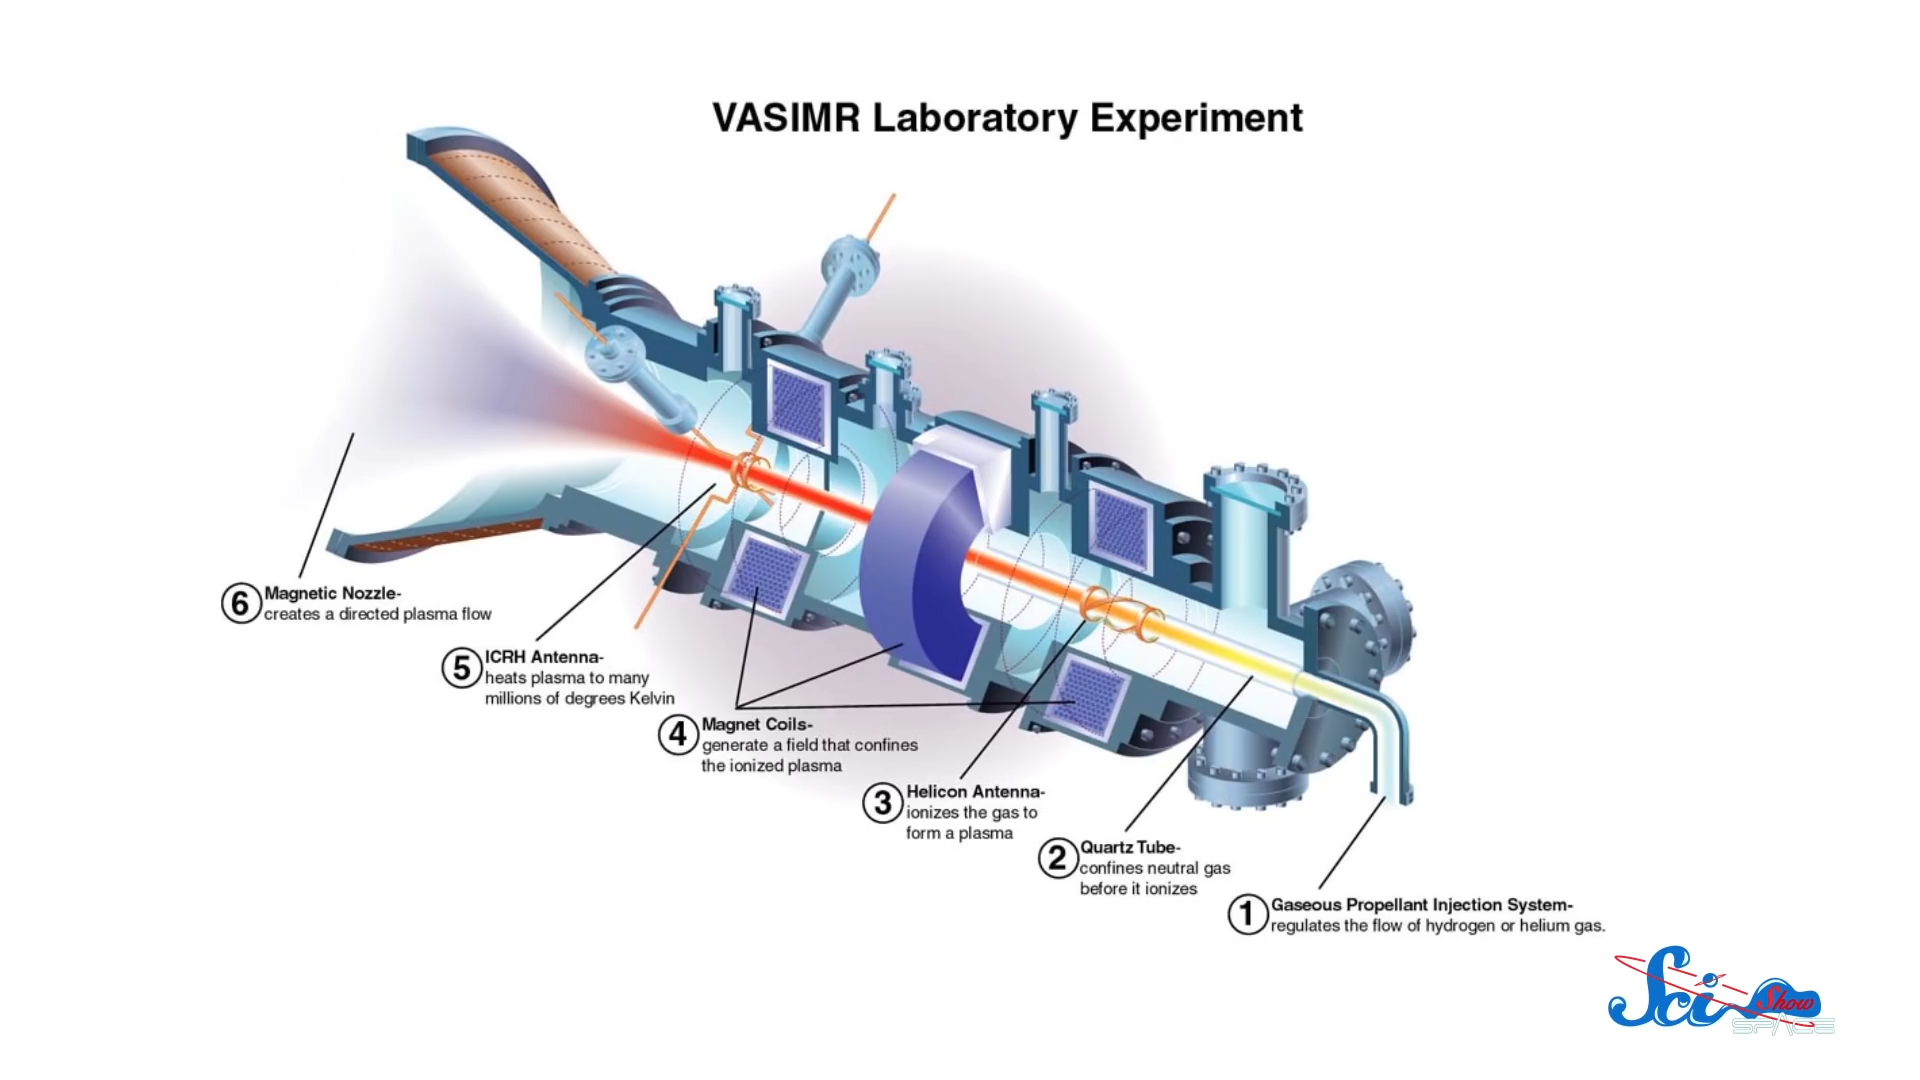 VASIMR Laboratory Experiment
6 Magnetic Nozzle-
creates a directed plasma flow
5 ICRH Antenna-
heats plasma to many
millions of degrees Kelvin
4 Magnet Coils-
generate a field that confines
the ionized plasma
3 Helicon Antenna-
ionizes the gas to
form a plasma
2 Quartz Tube-
confines neutral gas
before it ionizes
1 Gaseous Propellant Injection System-
regulates the flow of hydrogen or helium gas.
Sci Show
SPACE